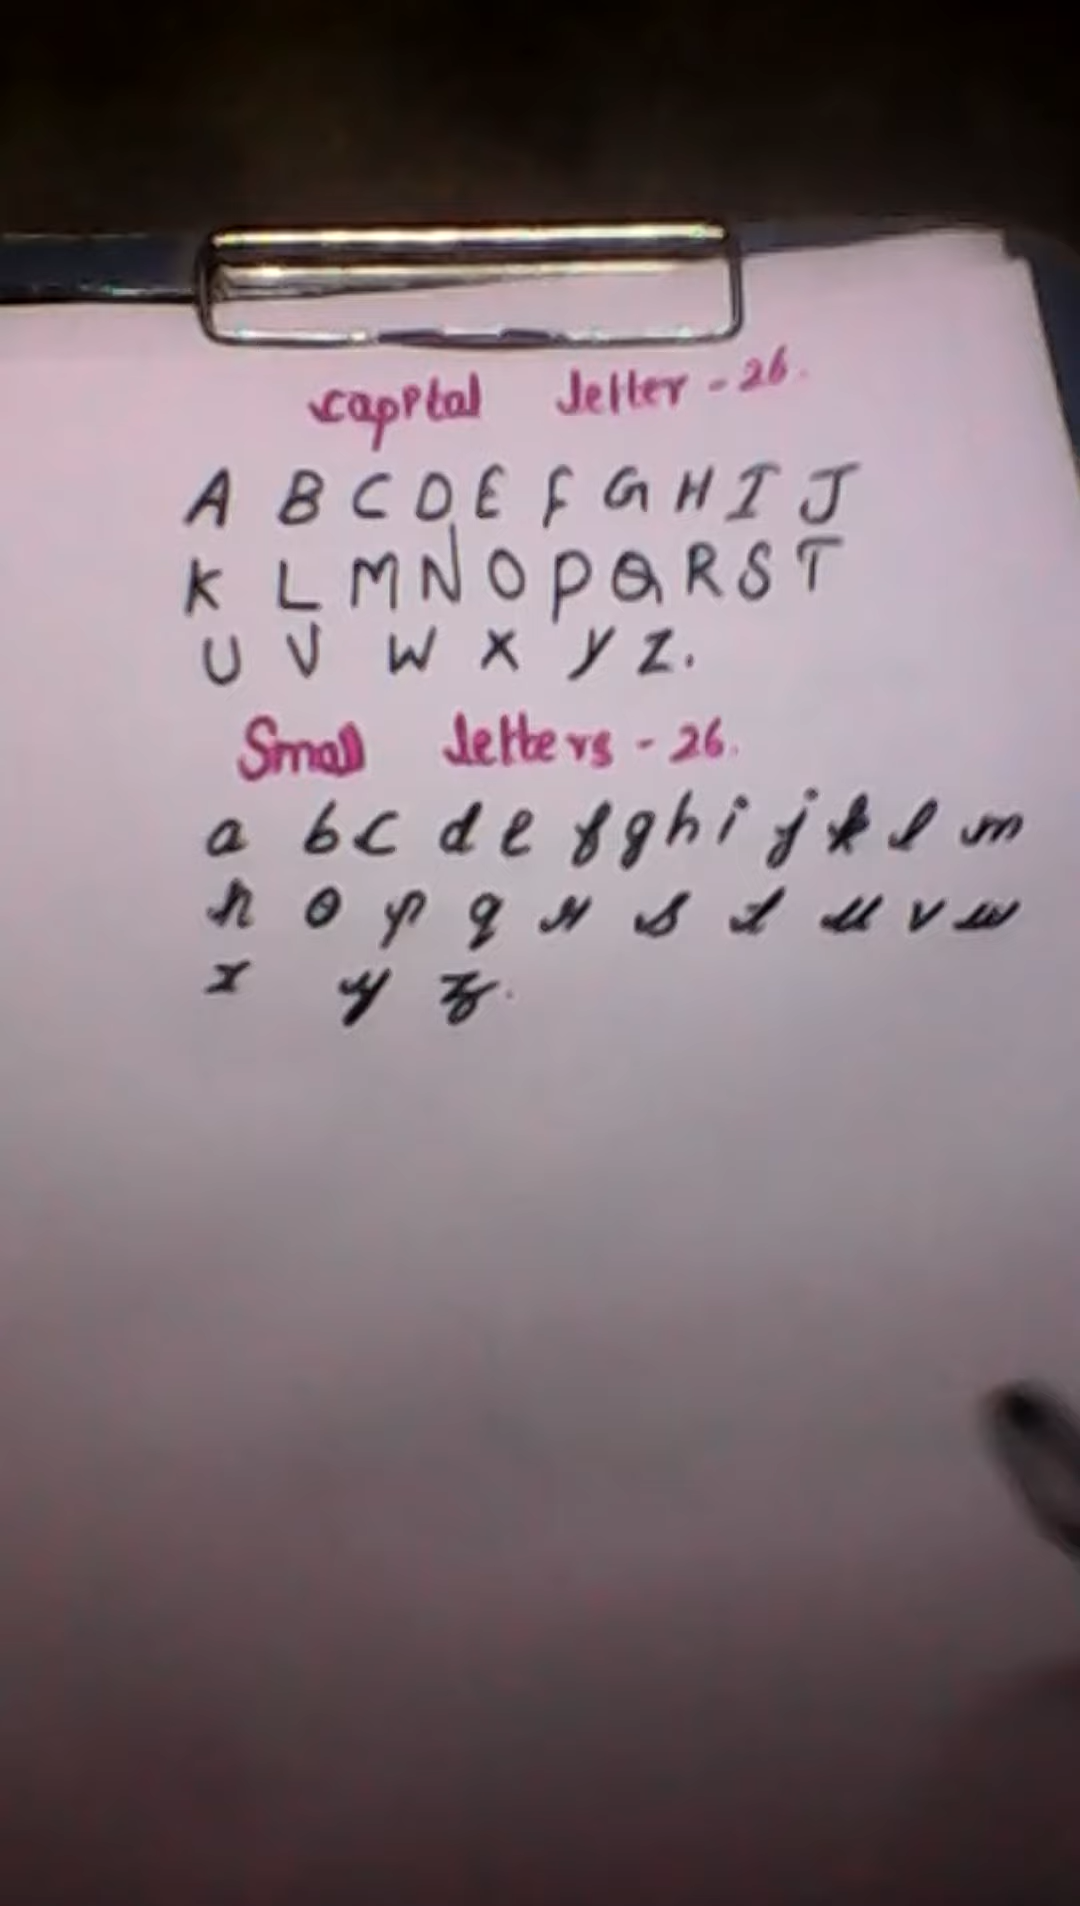 capital letter - 26.
A B C D E F G H I J
K L M N O P Q R S T
U V W X Y Z.
Small letters - 26.
a b c d e f g h i j k l m
n o p q r s t u v w
x y z.